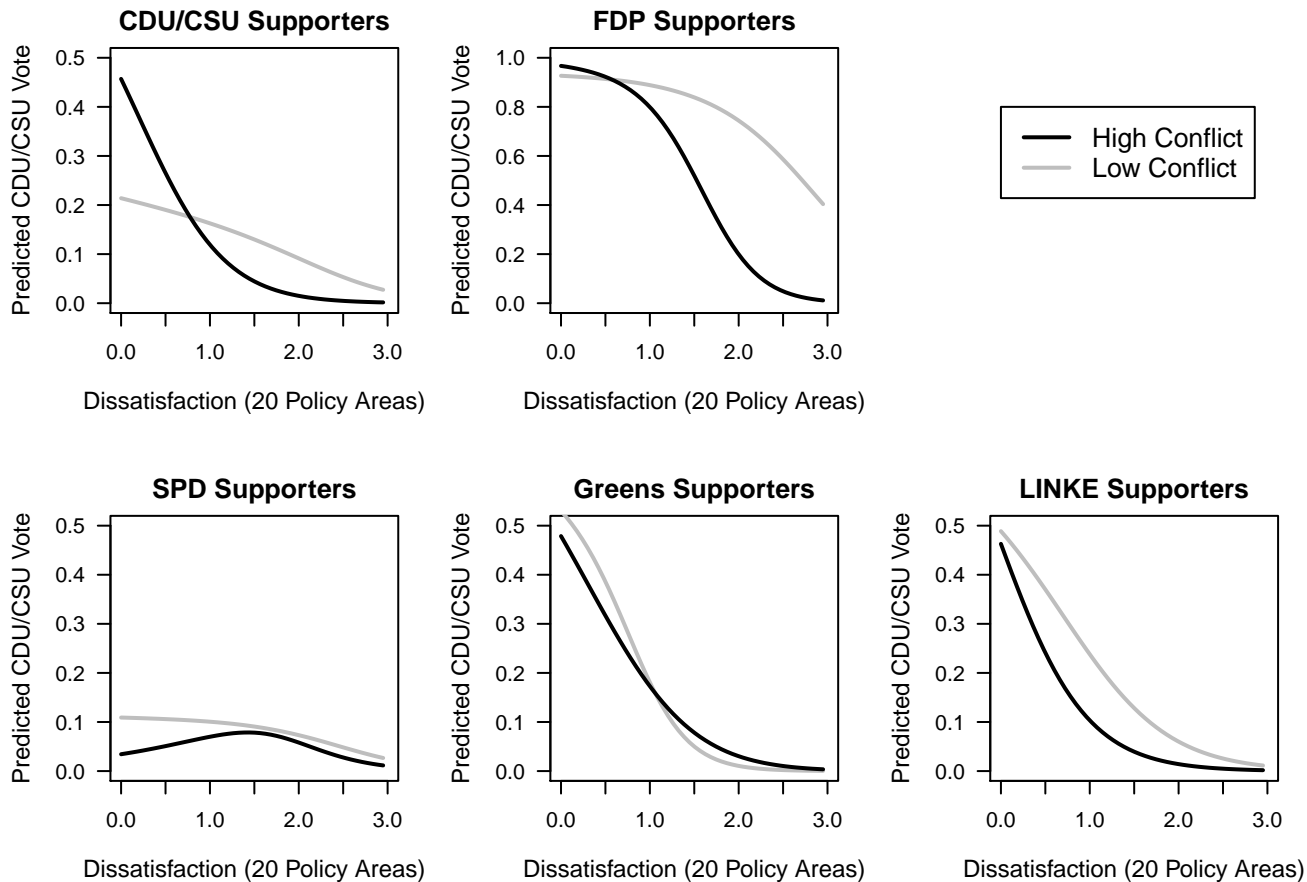 CDU/CSU Supporters
Predicted CDU/CSU Vote
0.5
0.4
0.3
0.2
0.1
0.0
0.0 1.0 2.0 3.0
Dissatisfaction (20 Policy Areas)
FDP Supporters
Predicted CDU/CSU Vote
1.0
0.8
0.6
0.4
0.2
0.0
0.0 1.0 2.0 3.0
Dissatisfaction (20 Policy Areas)
High Conflict
Low Conflict
SPD Supporters
Predicted CDU/CSU Vote
0.5
0.4
0.3
0.2
0.1
0.0
0.0 1.0 2.0 3.0
Dissatisfaction (20 Policy Areas)
Greens Supporters
Predicted CDU/CSU Vote
0.5
0.4
0.3
0.2
0.1
0.0
0.0 1.0 2.0 3.0
Dissatisfaction (20 Policy Areas)
LINKE Supporters
Predicted CDU/CSU Vote
0.5
0.4
0.3
0.2
0.1
0.0
0.0 1.0 2.0 3.0
Dissatisfaction (20 Policy Areas)